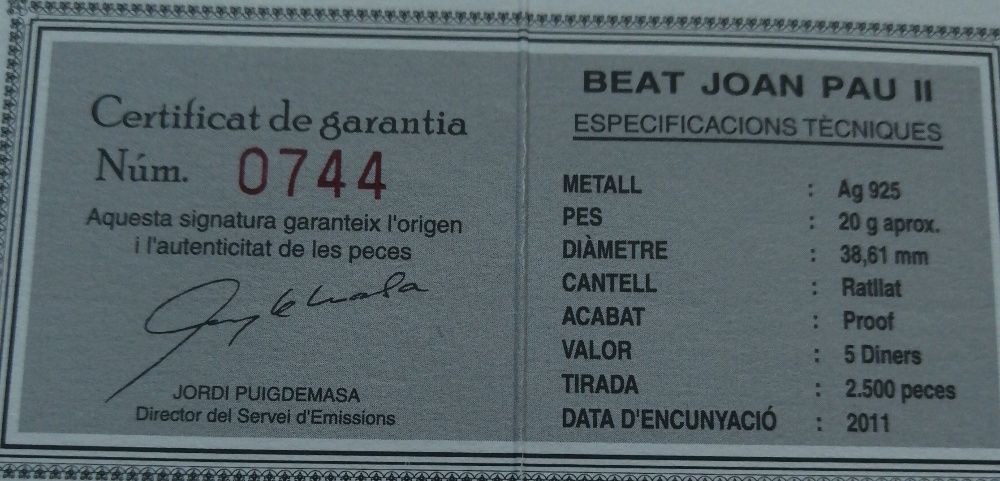 Certificat de garantia
Núm. 0744
Aquesta signatura garanteix l'origen
i l'autenticitat de les peces
JORDI PUIGDEMASA
Director del Servei d'Emissions
BEAT JOAN PAU II
ESPECIFICACIONS TÈCNIQUES
METALL : Ag 925
PES : 20 g aprox.
DIÀMETRE : 38,61 mm
CANTELL : Ratllat
ACABAT : Proof
VALOR : 5 Diners
TIRADA : 2.500 peces
DATA D'ENCUNYACIÓ : 2011